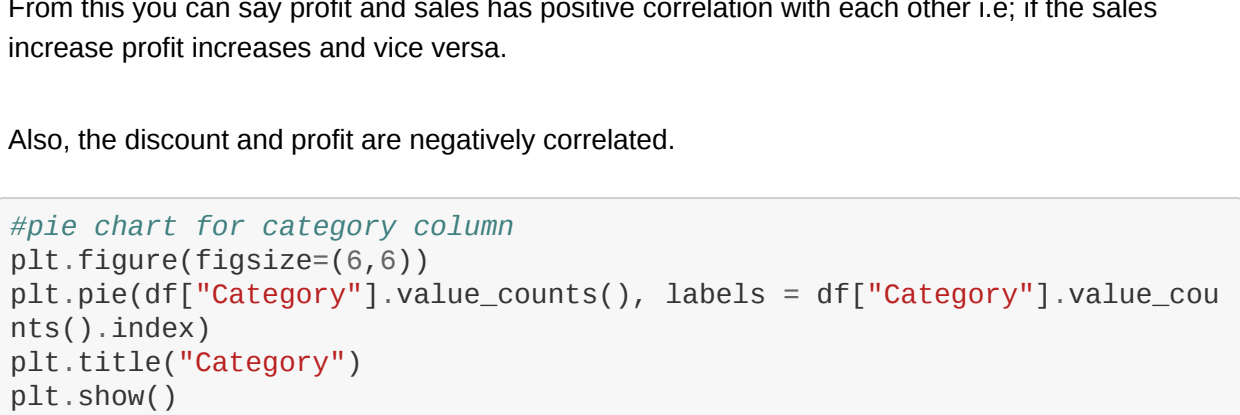 From this you can say profit and sales has positive correlation with each other i.e; if the sales
increase profit increases and vice versa.
Also, the discount and profit are negatively correlated.
#pie chart for category column
plt.figure(figsize=(6,6))
plt.pie(df["Category"].value_counts(), labels = df["Category"].value_cou
nts().index)
plt.title("Category")
plt.show()